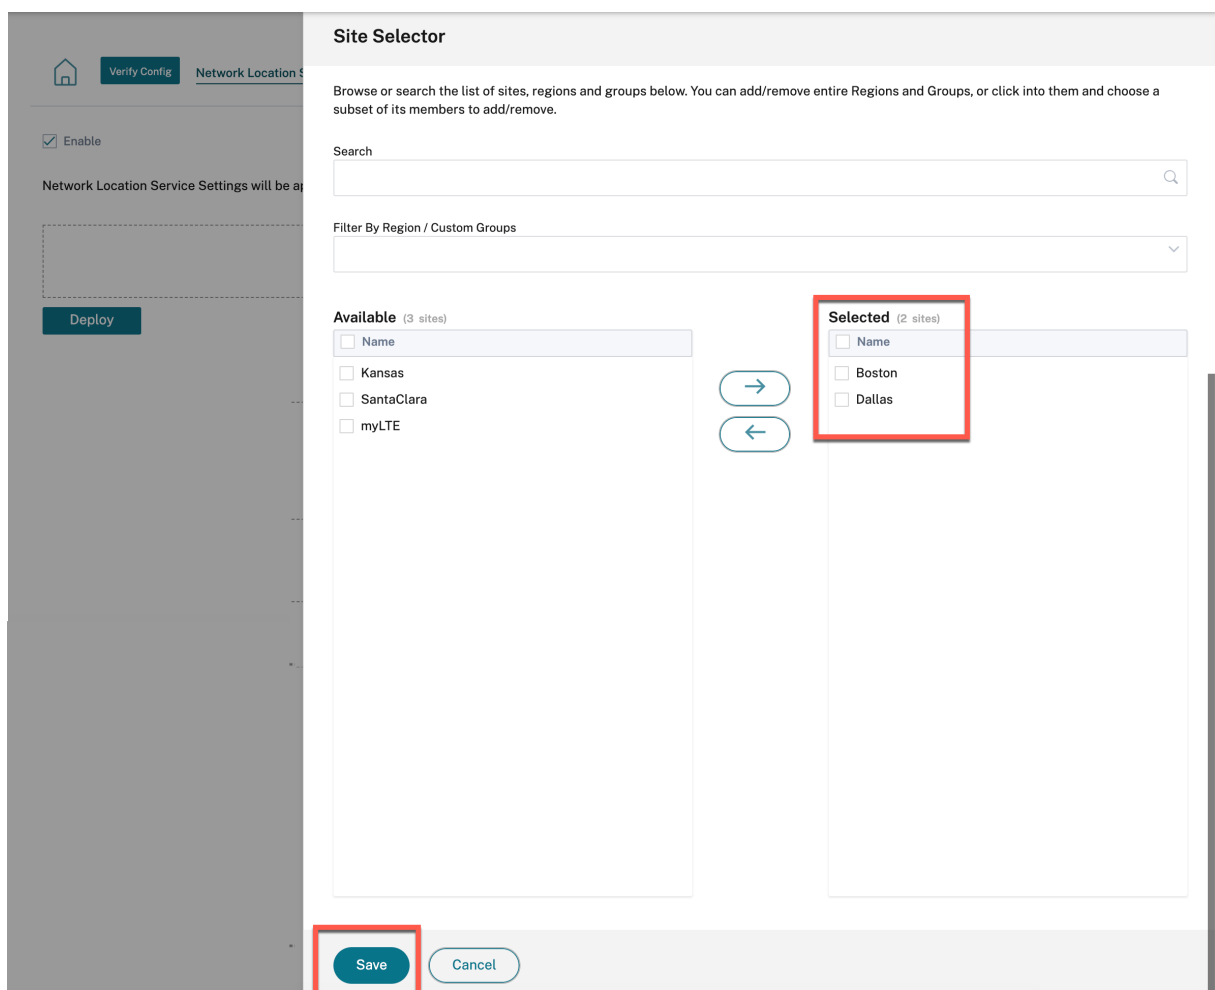 Site Selector
Verify Config
Network Location
Browse or search the list of sites, regions and groups below. You can add/remove entire Regions and Groups, or click into them and choose a
subset of its members to add/remove.
Enable
Search
Network Location Service Settings will be
Filter By Region / Custom Groups
Deploy
Available (3 sites)
Name
Kansas
SantaClara
myLTE
Selected (2 sites)
Name
Boston
Dallas
Save
Cancel